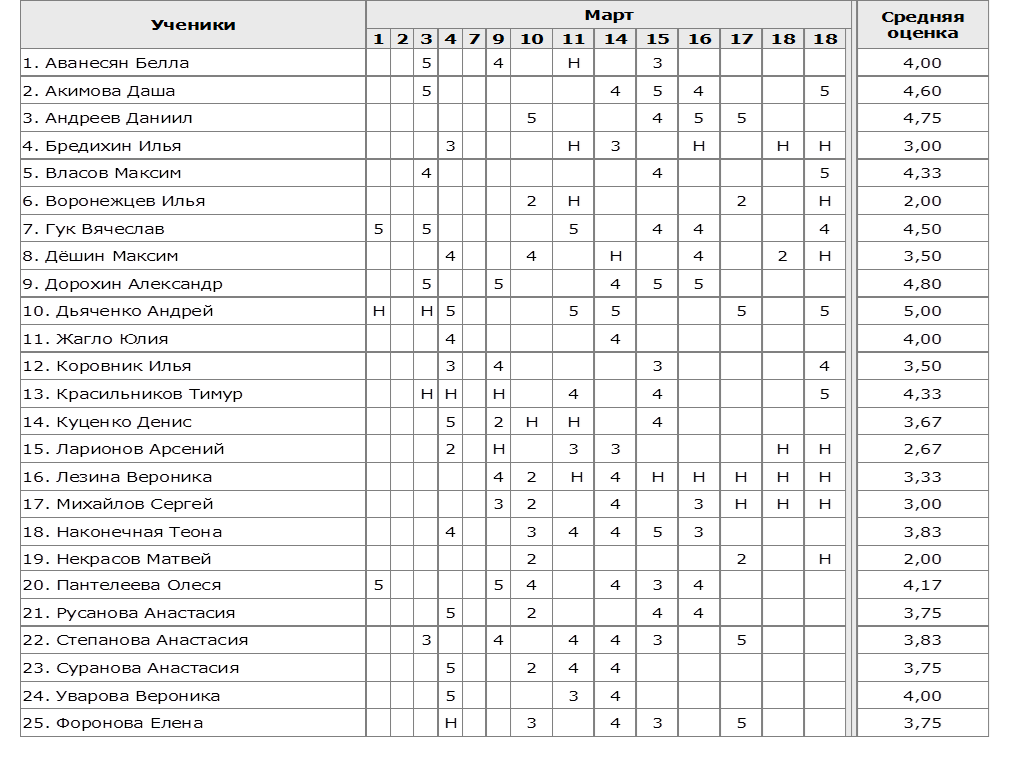 Ученики Март Средняя оценка
1 2 3 4 7 9 10 11 14 15 16 17 18 18
1. Аванесян Белла 5 4 Н 3 4,00
2. Акимова Даша 5 4 5 4 5 4,60
3. Андреев Даниил 5 4 5 5 4,75
4. Бредихин Илья 3 Н 3 Н Н Н 3,00
5. Власов Максим 4 4 5 4,33
6. Воронежцев Илья 2 Н 2 Н 2,00
7. Гук Вячеслав 5 5 5 4 4 4 4,50
8. Дёшин Максим 4 4 Н 4 2 Н 3,50
9. Дорохин Александр 5 5 4 5 5 4,80
10. Дьяченко Андрей Н Н 5 5 5 5 5 5,00
11. Жагло Юлия 4 4 4,00
12. Коровник Илья 3 4 3 4 3,50
13. Красильников Тимур Н Н Н 4 4 5 4,33
14. Куценко Денис 5 2 Н Н 4 3,67
15. Ларионов Арсений 2 Н 3 3 Н Н 2,67
16. Лезина Вероника 4 2 Н 4 Н Н Н Н Н 3,33
17. Михайлов Сергей 3 2 4 3 Н Н Н 3,00
18. Наконечная Теона 4 3 4 4 5 3 3,83
19. Некрасов Матвей 2 2 Н 2,00
20. Пантелеева Олеся 5 5 4 4 3 4 4,17
21. Русанова Анастасия 5 2 4 4 3,75
22. Степанова Анастасия 3 4 4 4 3 5 3,83
23. Суранова Анастасия 5 2 4 4 3,75
24. Уварова Вероника 5 3 4 4,00
25. Форонова Елена Н 3 4 3 5 3,75